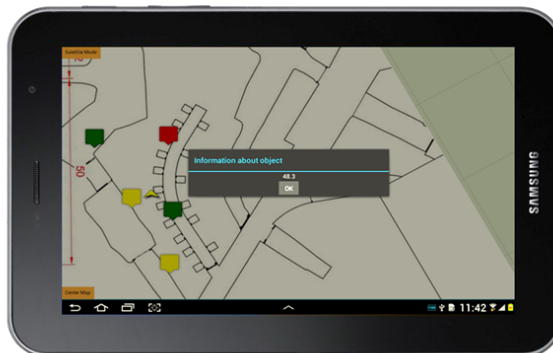 Satellite Mode
50
Information about object
48.3
OK
Center Map
11:42
SAMSUNG